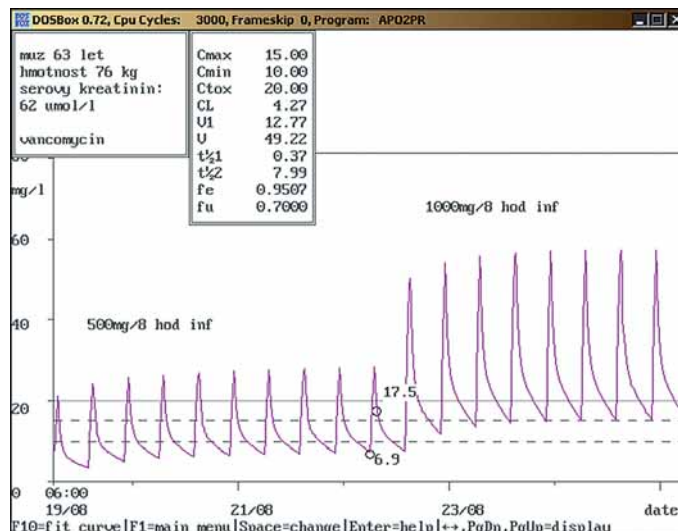 DOSBox 0.72, Cpu Cycles: 3000, Frameskip 0, Program: APO2PR
muz 63 let
hmotnost 76 kg
serovy kreatinin:
62 umol/l
vancomycin
Cmax 15.00
Cmin 10.00
Ctox 20.00
CL 4.27
V1 12.77
V 49.22
t½1 0.37
t½2 7.99
fe 0.9507
fu 0.7000
mg/l
1000mg/8 hod inf
60
500mg/8 hod inf
40
17.5
20
6.9
0 06:00
19/08 21/08 23/08 date
F10=fit curve|F1=main menu|Space=change|Enter=help|↔,PgDn,PgUp=display